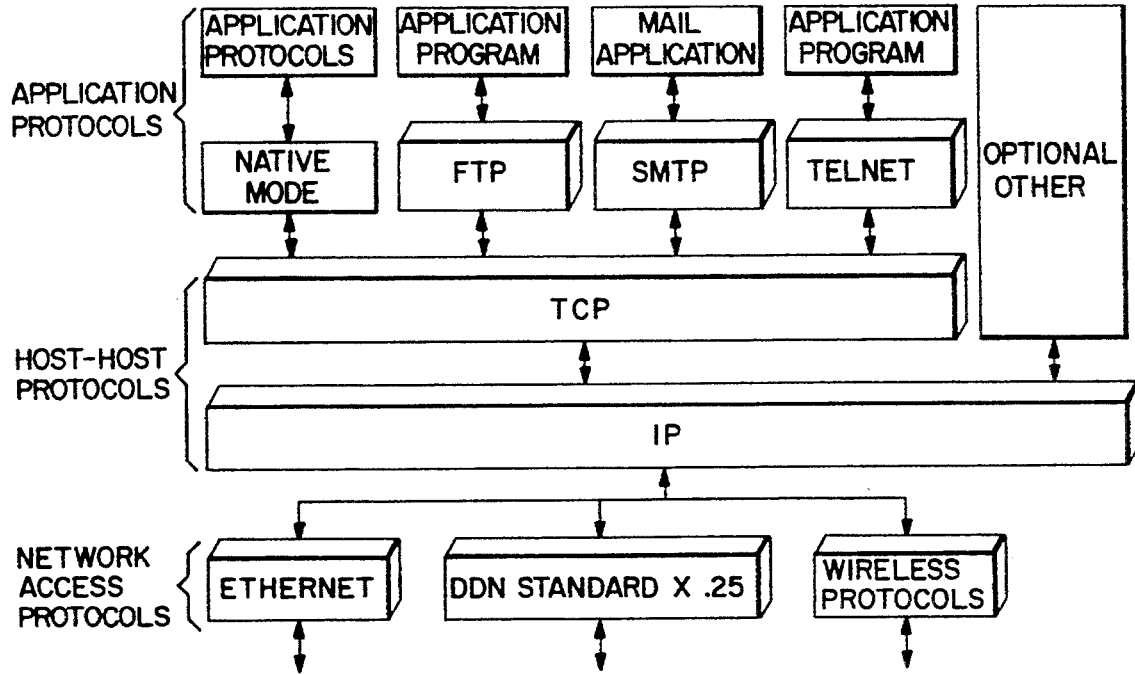 APPLICATION
PROTOCOLS
APPLICATION
PROGRAM
MAIL
APPLICATION
APPLICATION
PROGRAM
APPLICATION
PROTOCOLS
NATIVE
MODE
FTP
SMTP
TELNET
OPTIONAL
OTHER
TCP
HOST-HOST
PROTOCOLS
IP
NETWORK
ACCESS
PROTOCOLS
ETHERNET
DDN STANDARD X .25
WIRELESS
PROTOCOLS